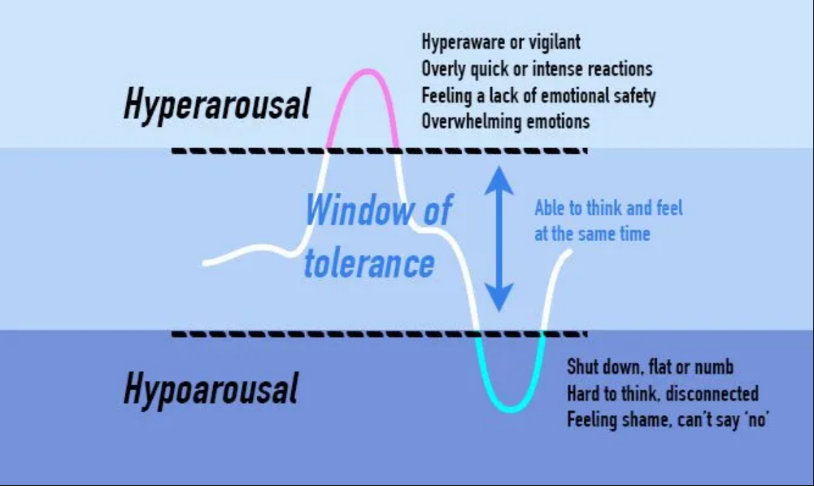 Hyperaware or vigilant
Overly quick or intense reactions
Feeling a lack of emotional safety
Overwhelming emotions
Hyperarousal
Window of
tolerance
Able to think and feel
at the same time
Hypoarousal
Shut down, flat or numb
Hard to think, disconnected
Feeling shame, can't say 'no'